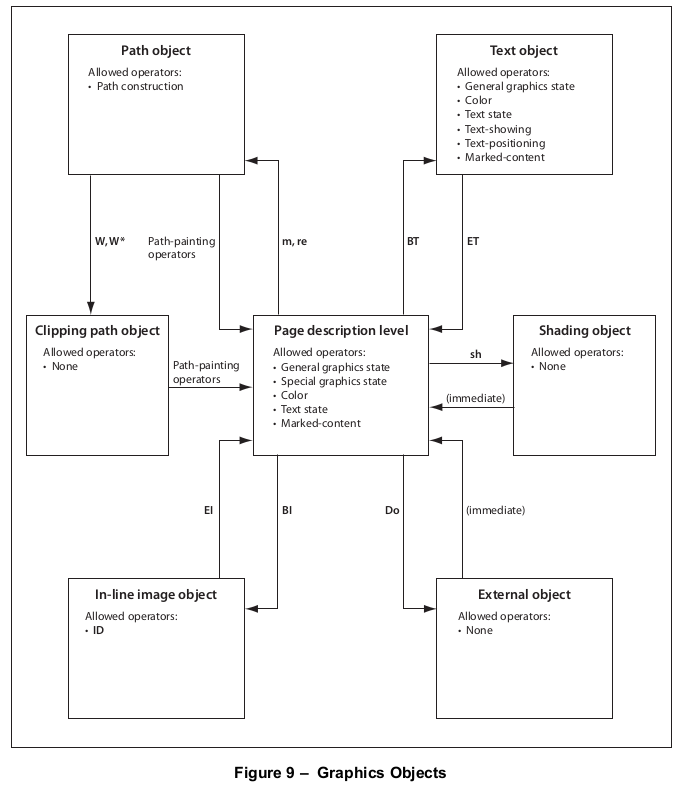 Path object
Allowed operators:
• Path construction
Text object
Allowed operators:
• General graphics state
• Color
• Text state
• Text-showing
• Text-positioning
• Marked-content
W, W*
Path-painting
operators
m, re
BT
ET
Clipping path object
Allowed operators:
• None
Path-painting
operators
Page description level
Allowed operators:
• General graphics state
• Special graphics state
• Color
• Text state
• Marked-content
sh
(immediate)
Shading object
Allowed operators:
• None
EI
BI
Do
(immediate)
In-line image object
Allowed operators:
• ID
External object
Allowed operators:
• None
Figure 9 – Graphics Objects